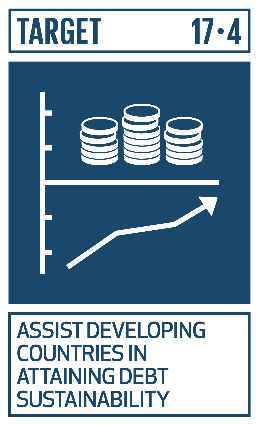 TARGET 17·4
ASSIST DEVELOPING
COUNTRIES IN
ATTAINING DEBT
SUSTAINABILITY